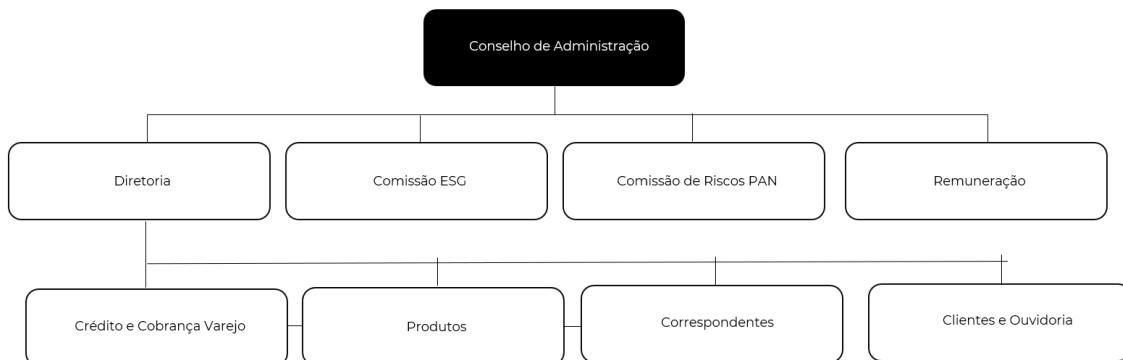 Conselho de Administração
Diretoria
Comissão ESG
Comissão de Riscos PAN
Remuneração
Crédito e Cobrança Varejo
Produtos
Correspondentes
Clientes e Ouvidoria